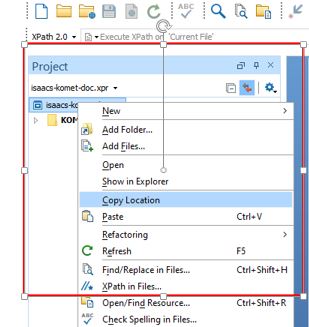 XPath 2.0 Execute XPath on 'Current File'
Project
isaacs-komet-doc.xpr
isaacs-kom
KOM
New
Add Folder...
Add Files...
Open
Show in Explorer
Copy Location
Paste Ctrl+V
Refactoring
Refresh F5
Find/Replace in Files... Ctrl+Shift+H
XPath in Files...
Open/Find Resource... Ctrl+Shift+R
ABC Check Spelling in Files...